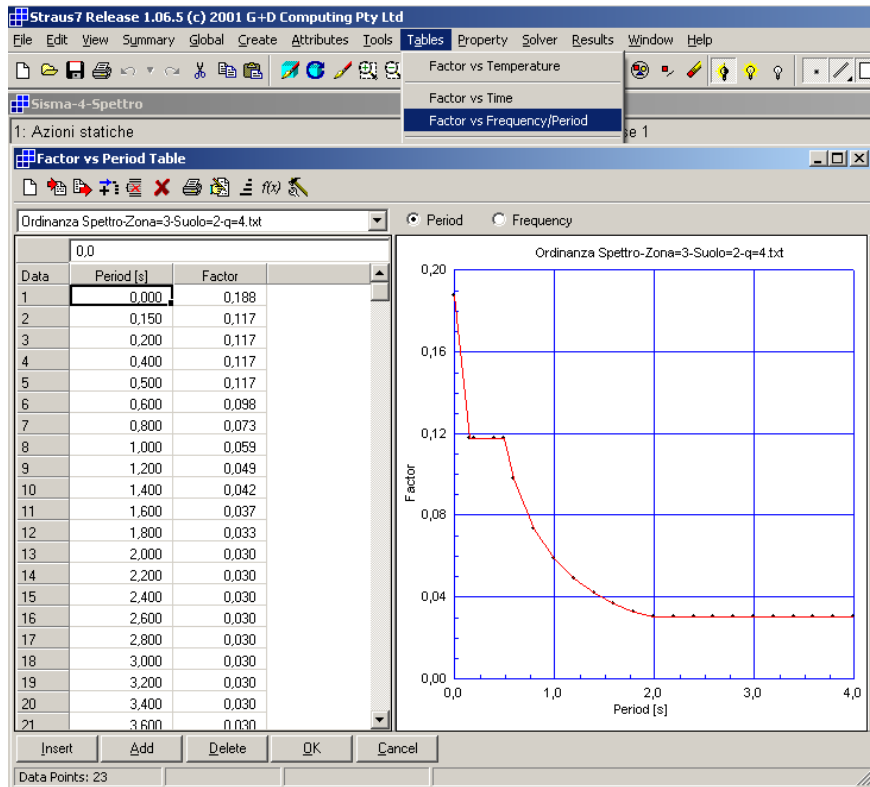 Straus7 Release 1.06.5 (c) 2001 G+D Computing Pty Ltd
File Edit View Summary Global Create Attributes Tools Tables Property Solver Results Window Help
Factor vs Temperature
Factor vs Time
Factor vs Frequency/Period
Sisma-4-Spettro
1: Azioni statiche
se 1
Factor vs Period Table
f(x)
Ordinanza Spettro-Zona=3-Suolo=2-q=4.txt
Period Frequency
0,0
Data Period [s] Factor
1 0,000 0,188
2 0,150 0,117
3 0,200 0,117
4 0,400 0,117
5 0,500 0,117
6 0,600 0,098
7 0,800 0,073
8 1,000 0,059
9 1,200 0,049
10 1,400 0,042
11 1,600 0,037
12 1,800 0,033
13 2,000 0,030
14 2,200 0,030
15 2,400 0,030
16 2,600 0,030
17 2,800 0,030
18 3,000 0,030
19 3,200 0,030
20 3,400 0,030
21 3,600 0,030
Ordinanza Spettro-Zona=3-Suolo=2-q=4.txt
0,20
0,16
0,12
0,08
0,04
0,00
Factor
0,0 1,0 2,0 3,0 4,0
Period [s]
Insert Add Delete OK Cancel
Data Points: 23